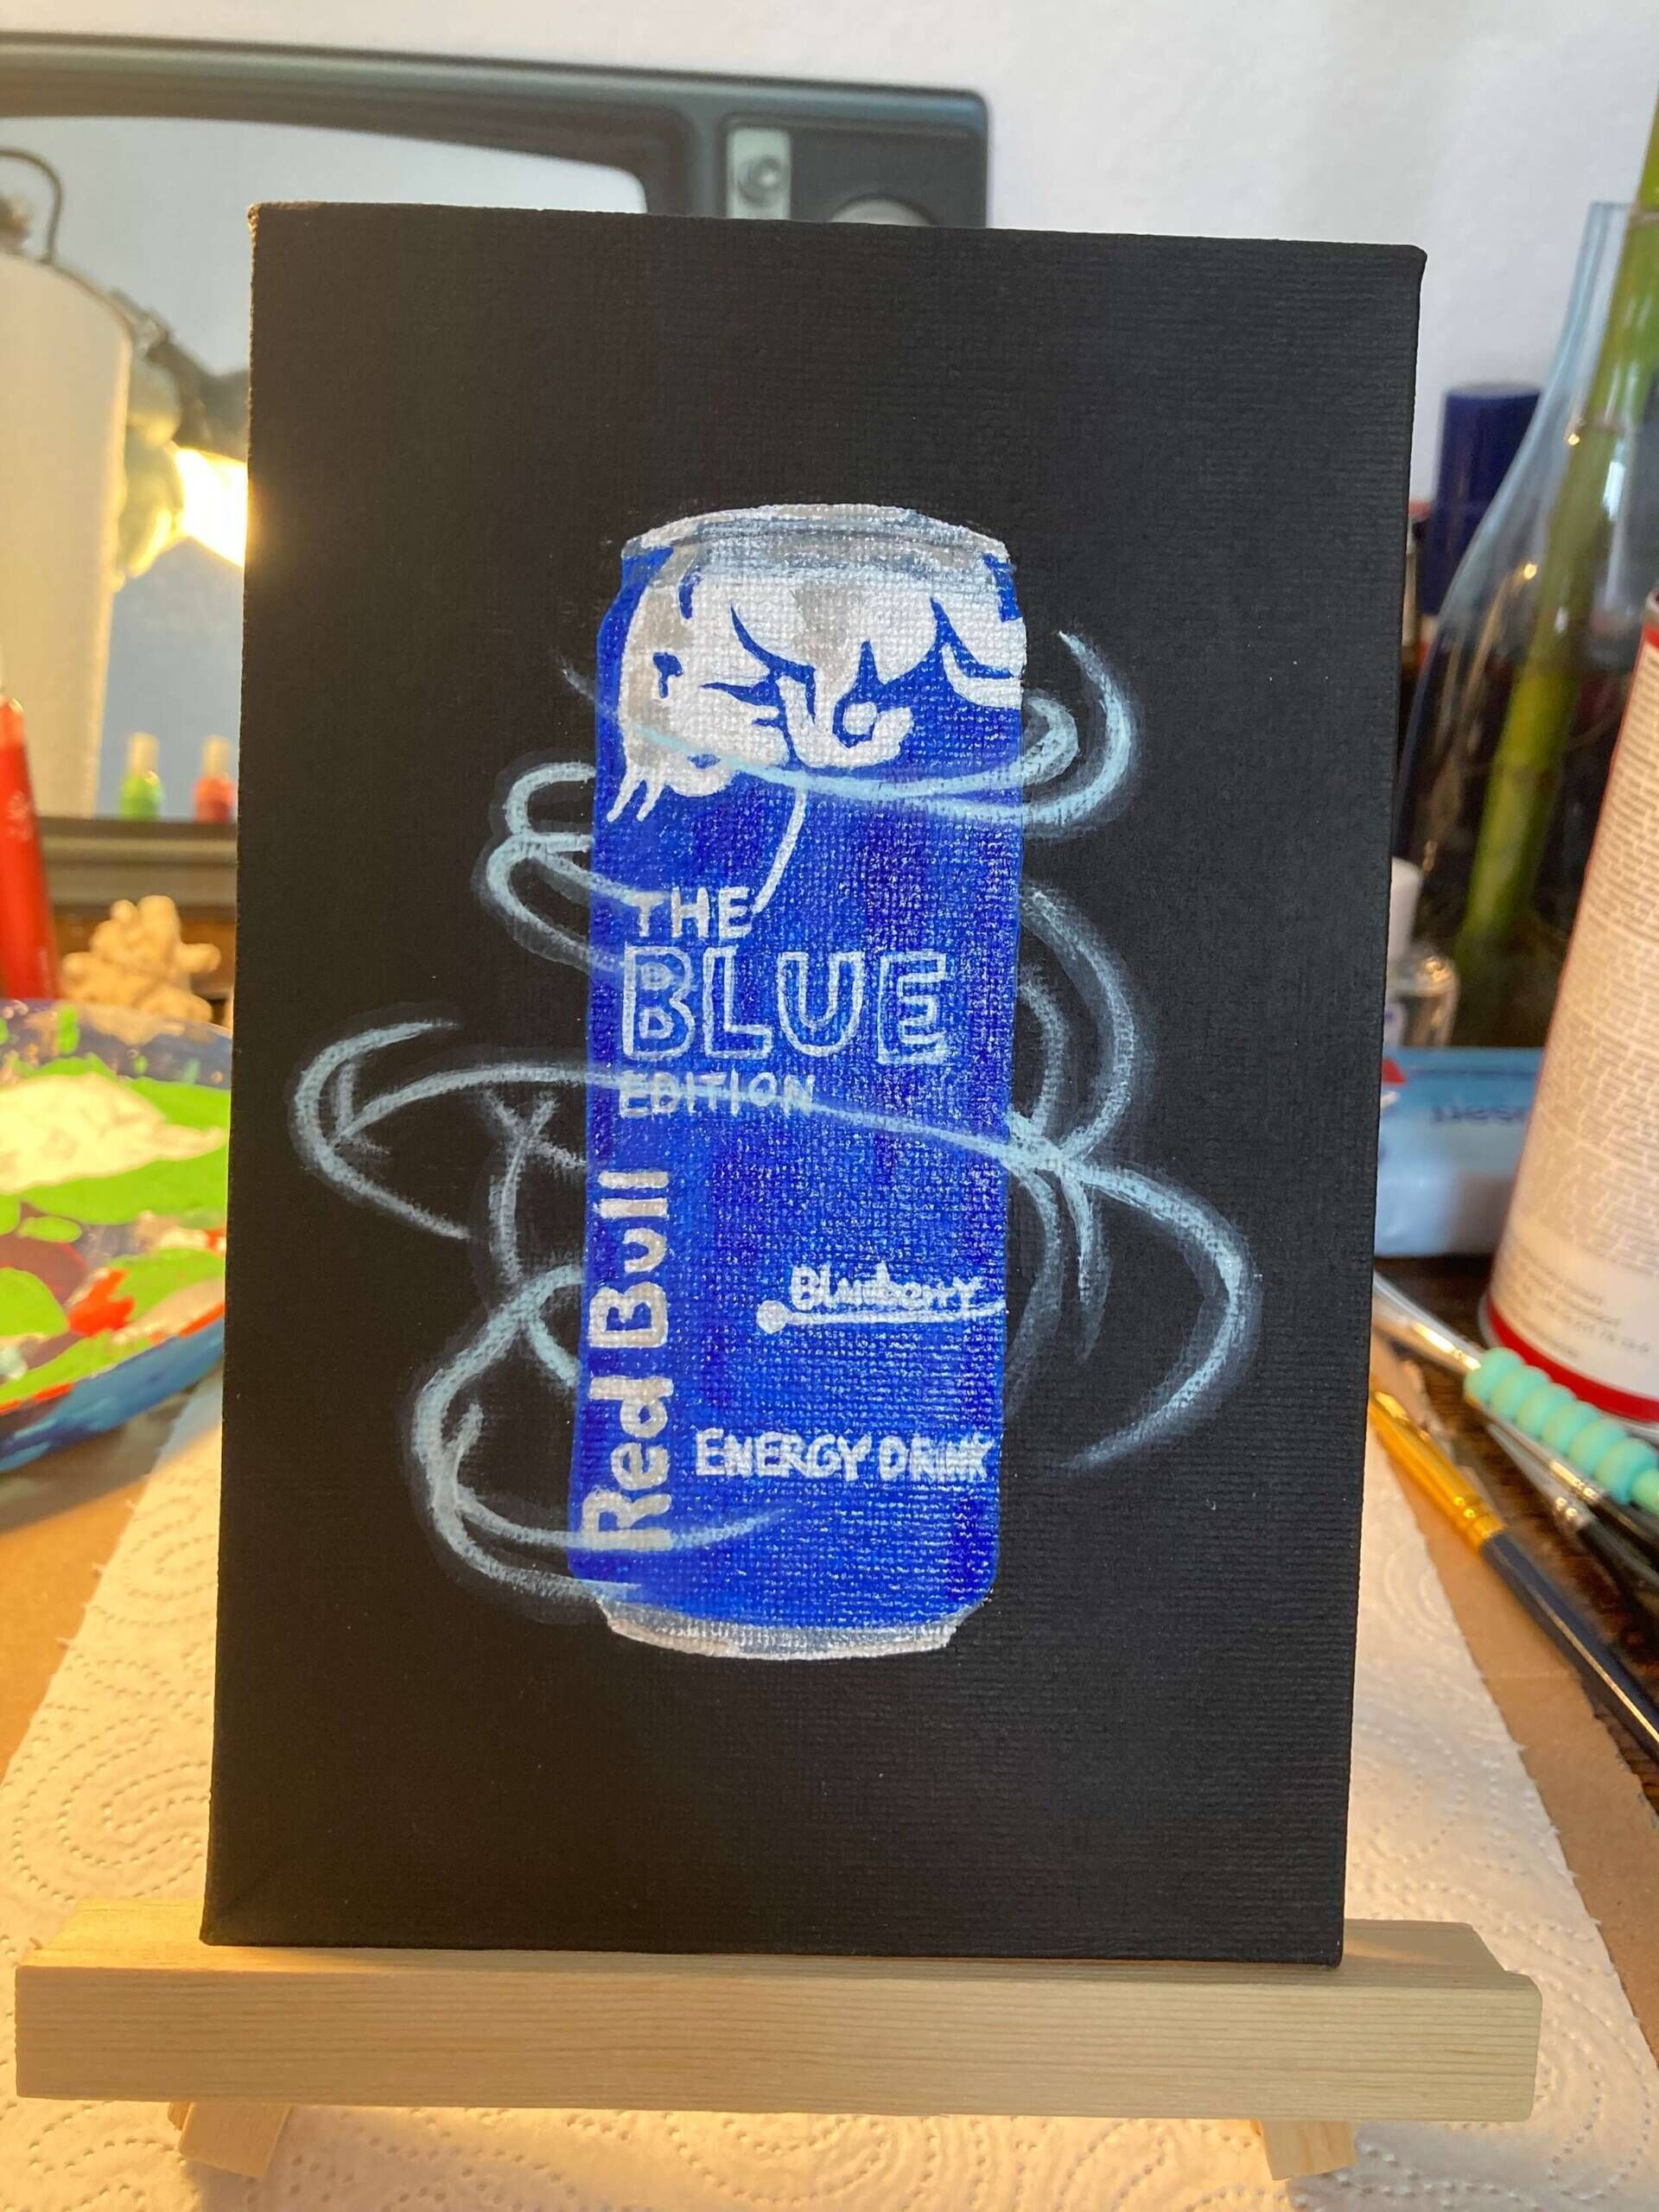 THE
BLUE
EDITION
Red Bull
Blueberry
ENERGY DRINK